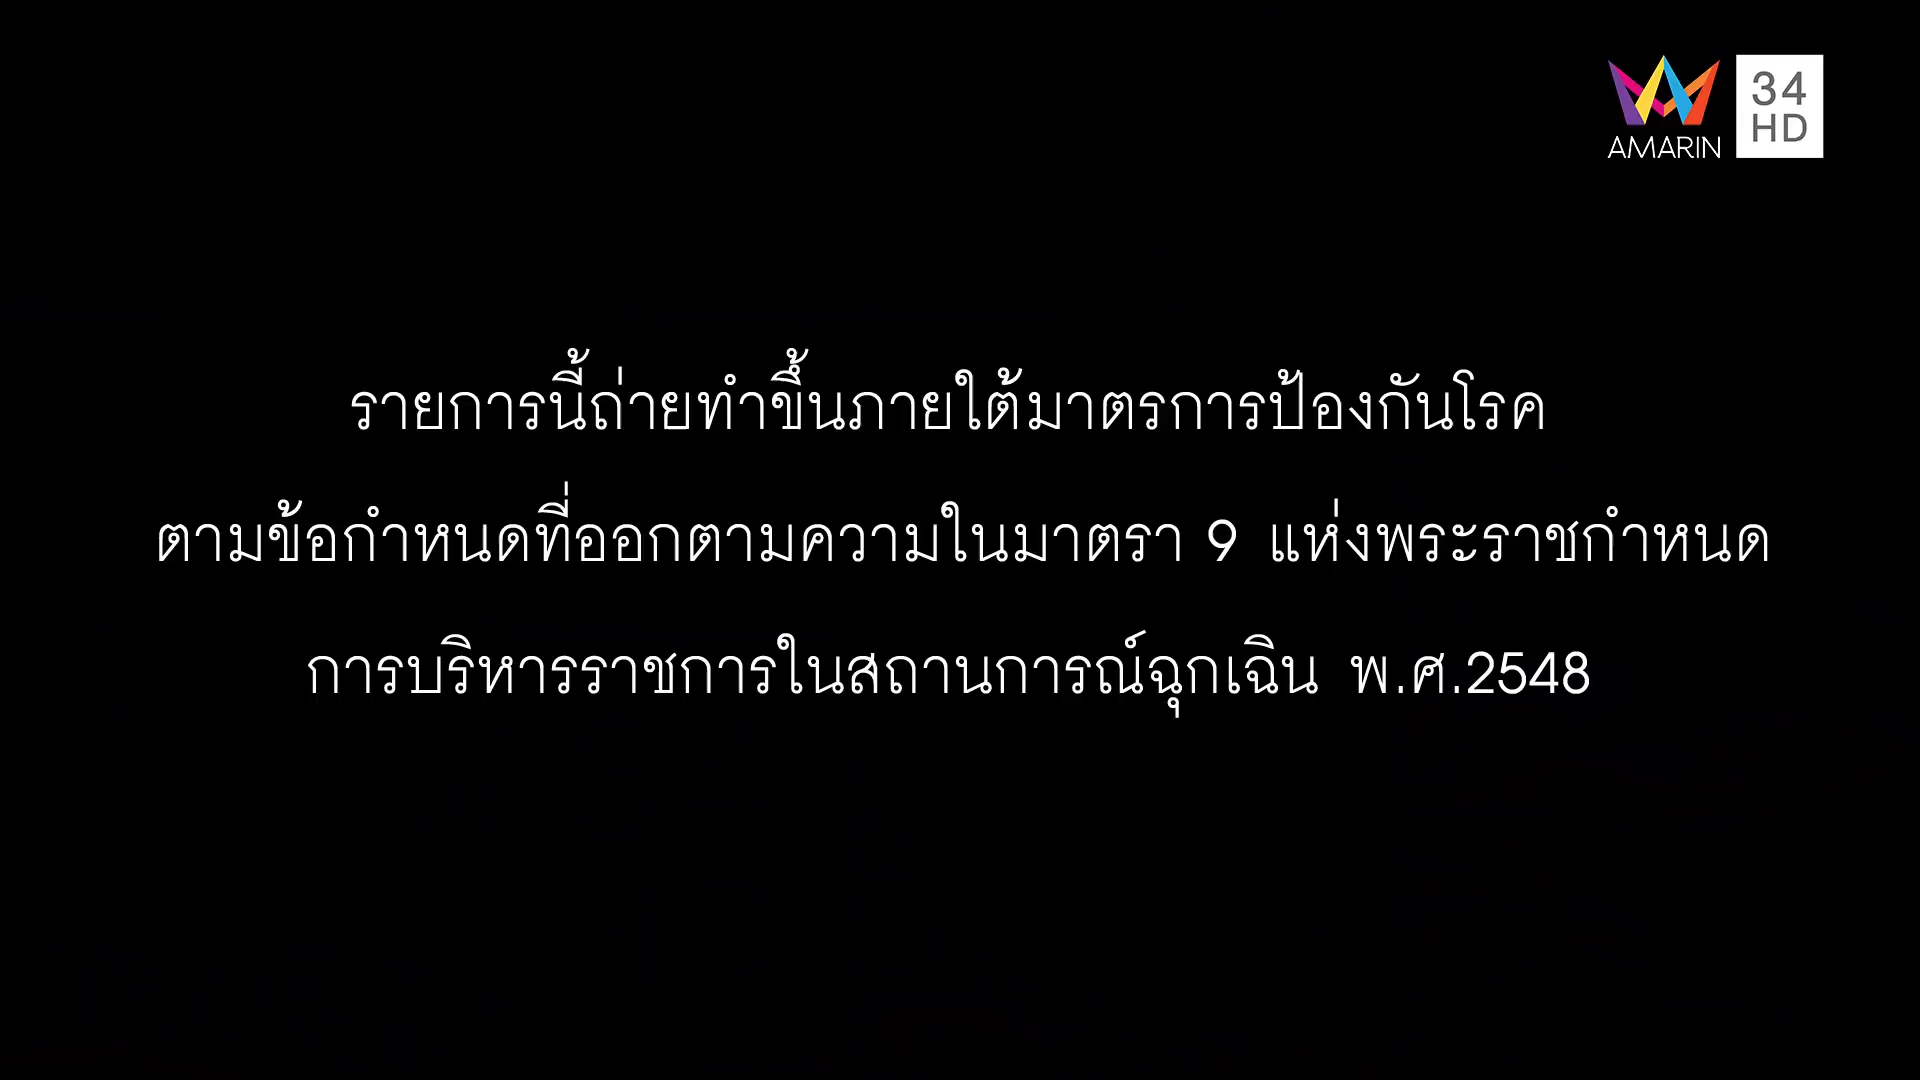 AMARIN
34
HD
รายการนี้ถ่ายทำขึ้นภายใต้มาตรการป้องกันโรค
ตามข้อกำหนดที่ออกตามความในมาตรา 9 แห่งพระราชกำหนด
การบริหารราชการในสถานการณ์ฉุกเฉิน พ.ศ.2548